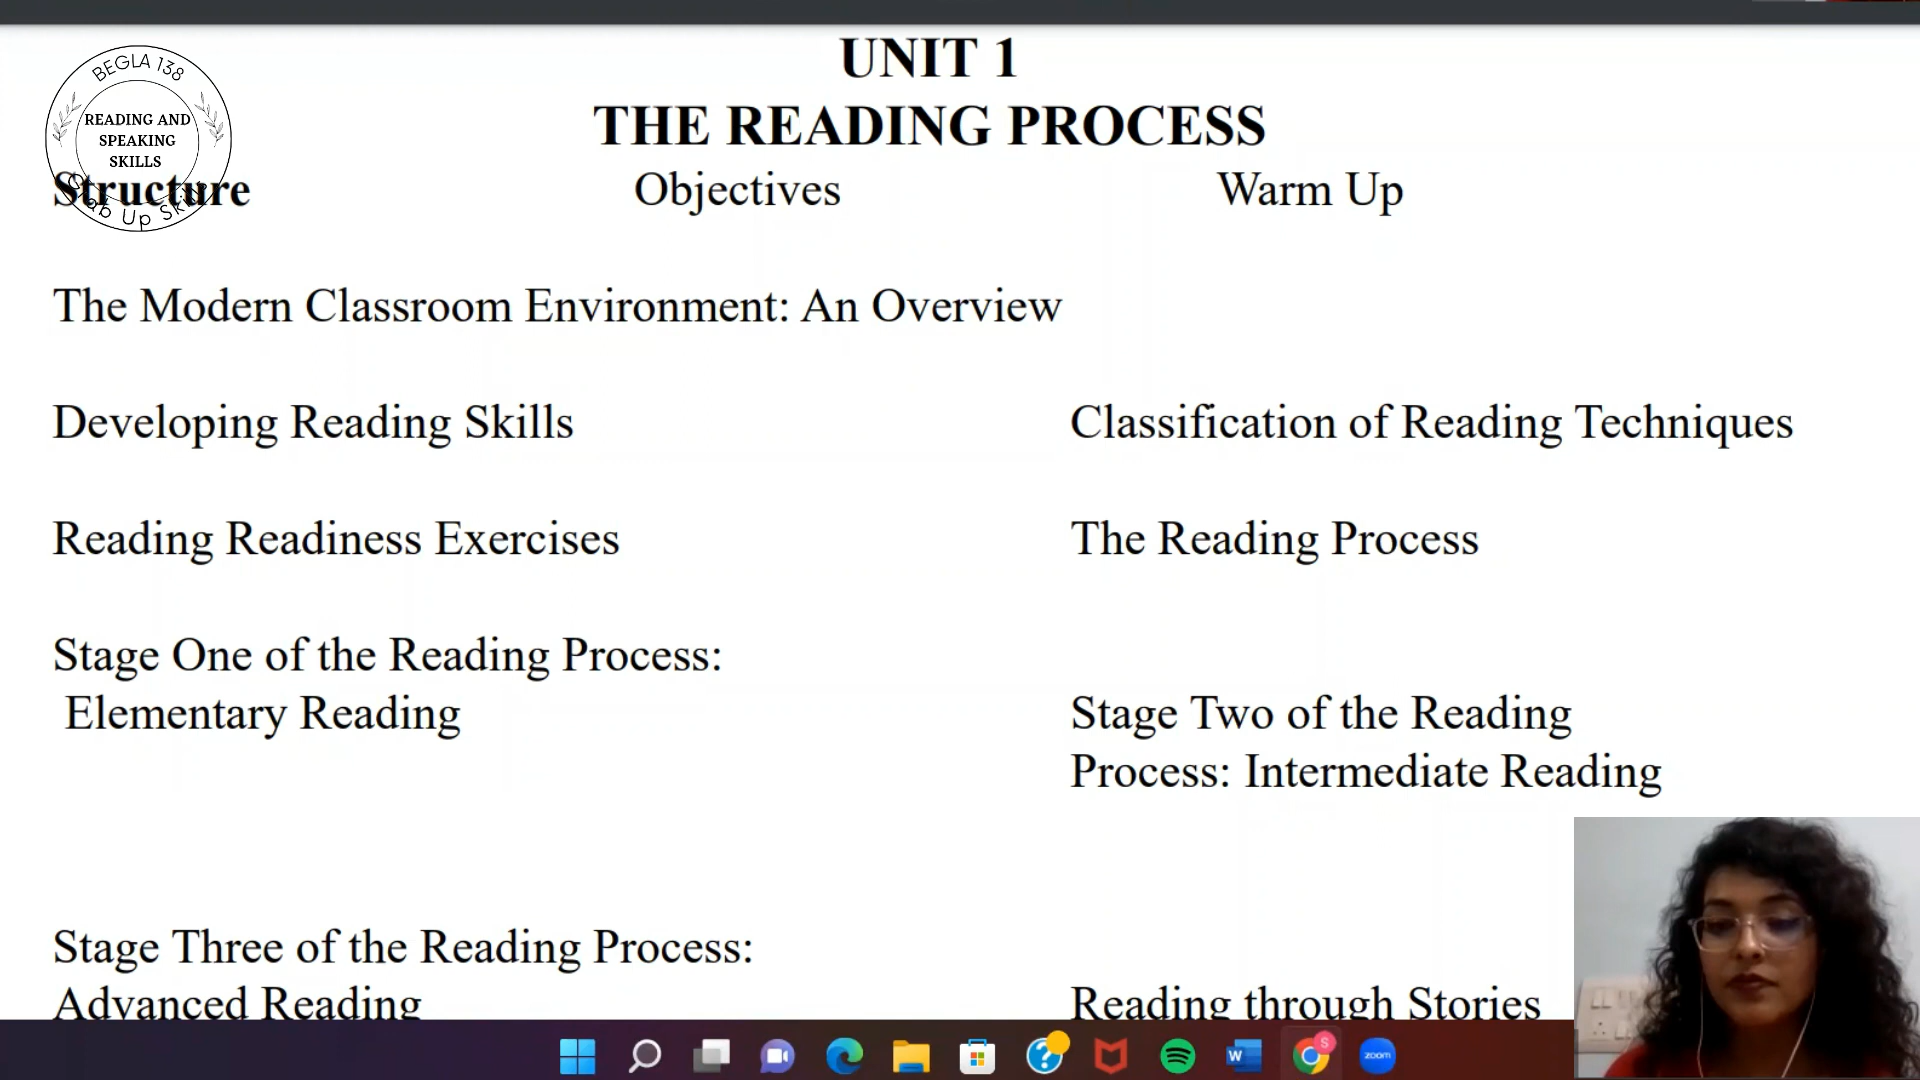 UNIT 1
THE READING PROCESS
BEGLA 138
READING AND
SPEAKING
SKILLS
Structure Objectives Warm Up
The Modern Classroom Environment: An Overview
Developing Reading Skills Classification of Reading Techniques
Reading Readiness Exercises The Reading Process
Stage One of the Reading Process:
Elementary Reading Stage Two of the Reading
Process: Intermediate Reading
Stage Three of the Reading Process:
Advanced Reading Reading through Stories
W S zoom